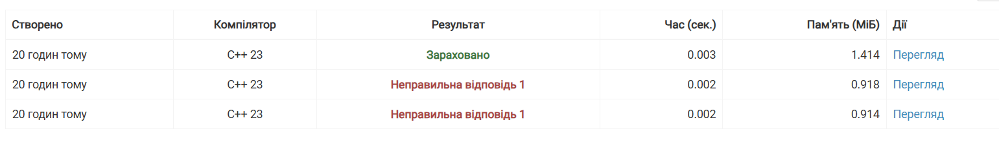 Створено Компілятор Результат Час (сек.) Пам'ять (МіБ) Дії
20 годин тому C++ 23 Зараховано 0.003 1.414 Перегляд
20 годин тому C++ 23 Неправильна відповідь 1 0.002 0.918 Перегляд
20 годин тому C++ 23 Неправильна відповідь 1 0.002 0.914 Перегляд